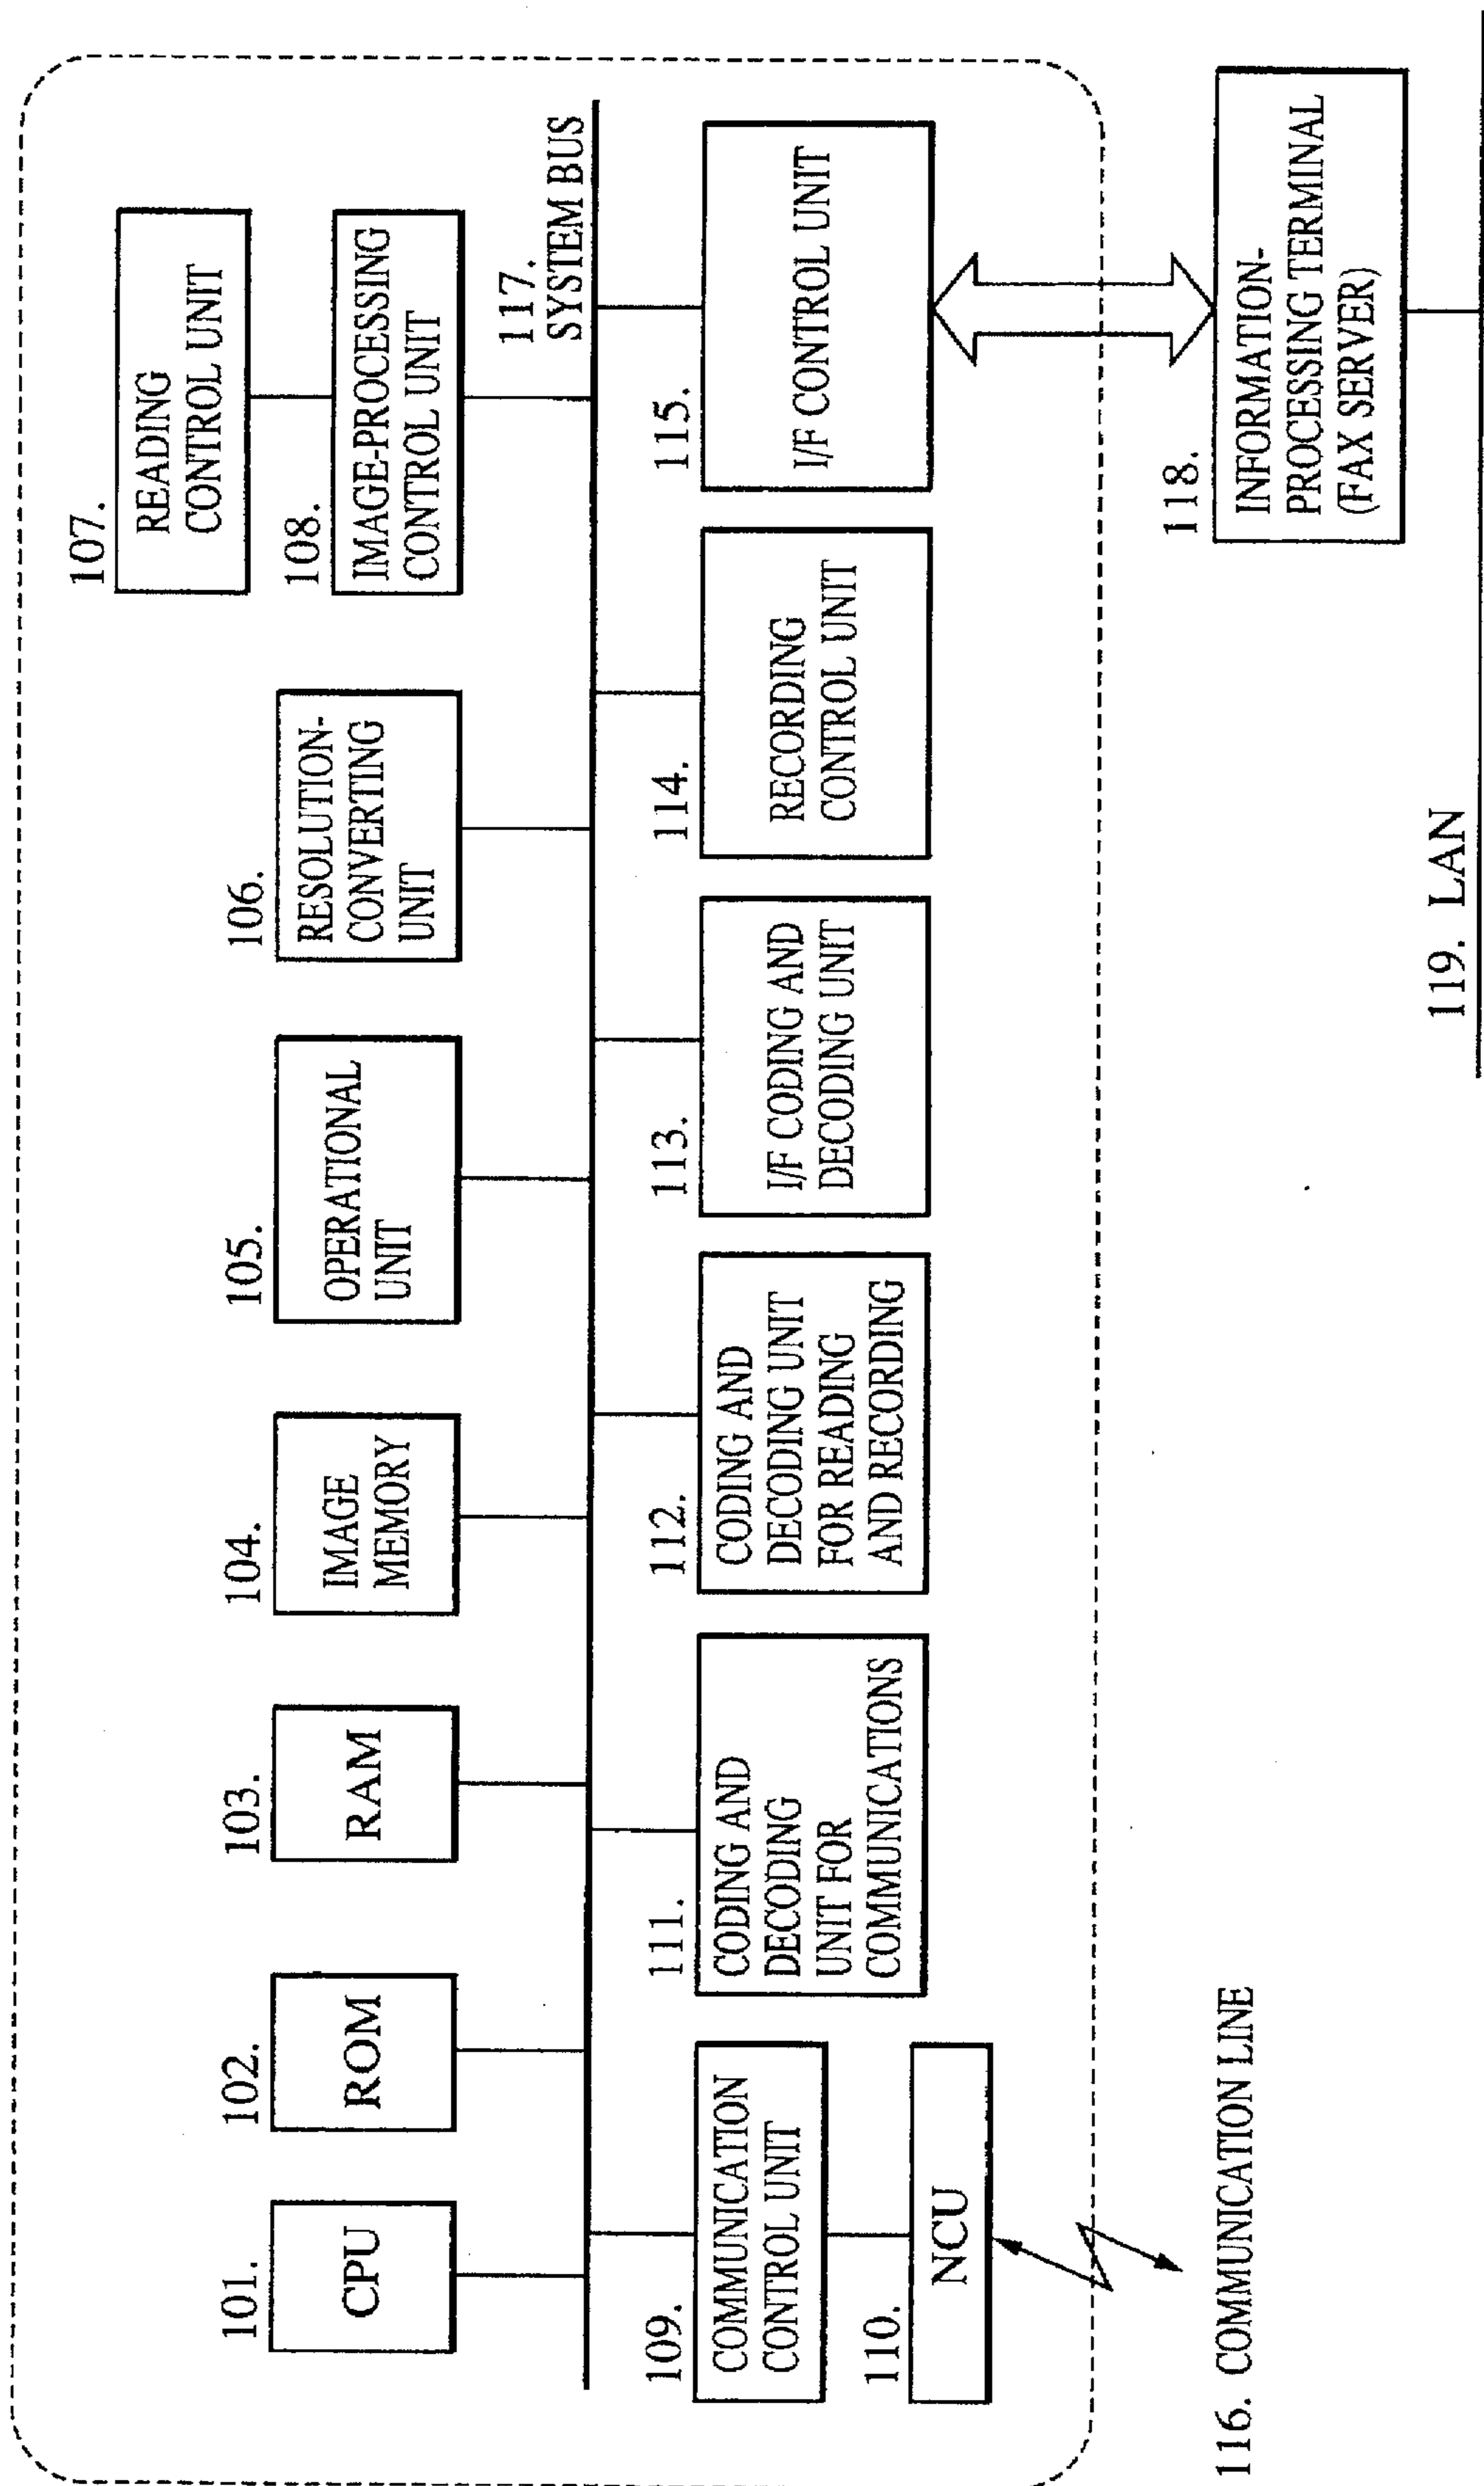 107.
READING
CONTROL UNIT
108.
IMAGE-PROCESSING
CONTROL UNIT
101.
CPU
102.
ROM
103.
RAM
104.
IMAGE
MEMORY
105.
OPERATIONAL
UNIT
106.
RESOLUTION-
CONVERTING
UNIT
117.
SYSTEM BUS
109.
COMMUNICATION
CONTROL UNIT
110.
NCU
111.
CODING AND
DECODING
UNIT FOR
COMMUNICATIONS
112.
CODING AND
DECODING UNIT
FOR READING
AND RECORDING
113.
I/F CODING AND
DECODING UNIT
114.
RECORDING
CONTROL UNIT
115.
I/F CONTROL UNIT
116. COMMUNICATION LINE
118.
INFORMATION-
PROCESSING TERMINAL
(FAX SERVER)
119. LAN